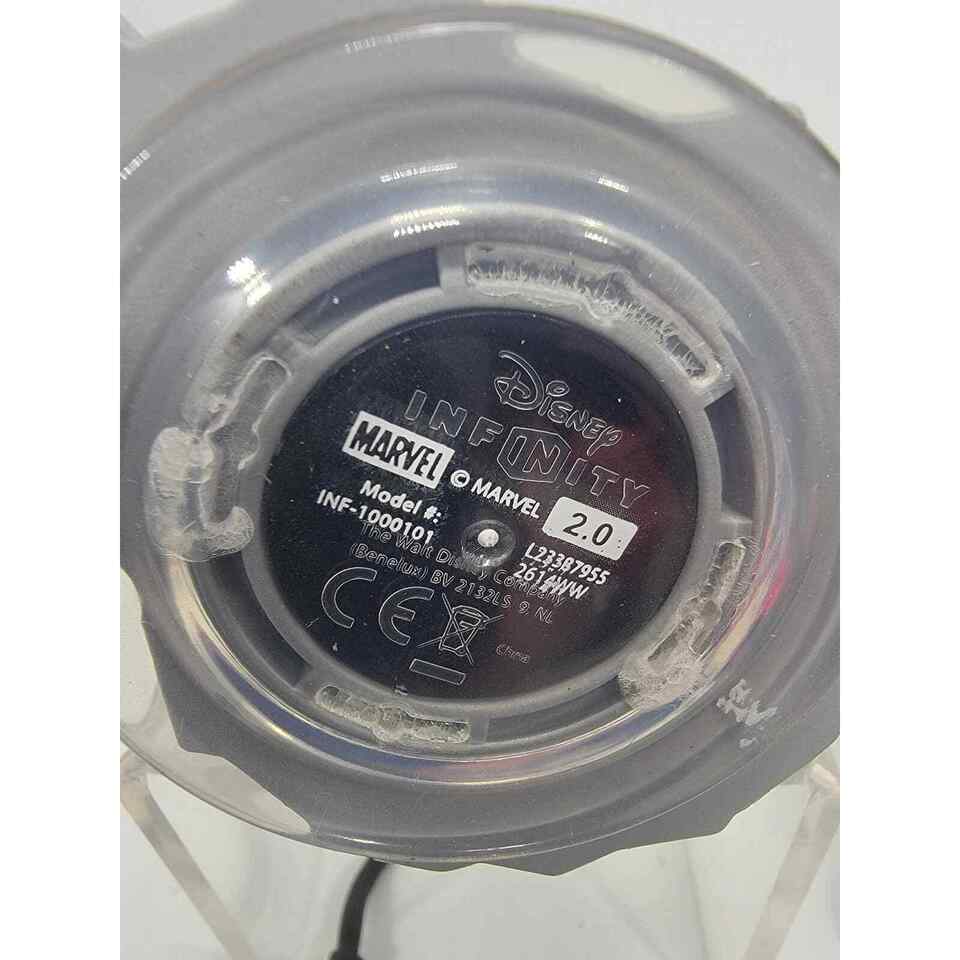 Disney
INFINITY
MARVEL © MARVEL 2.0
Model #:
INF-1000101
L23387955
2614WW
The Walt Disney Company
(Benelux) BV 2132LS, 9, NL
CE
China